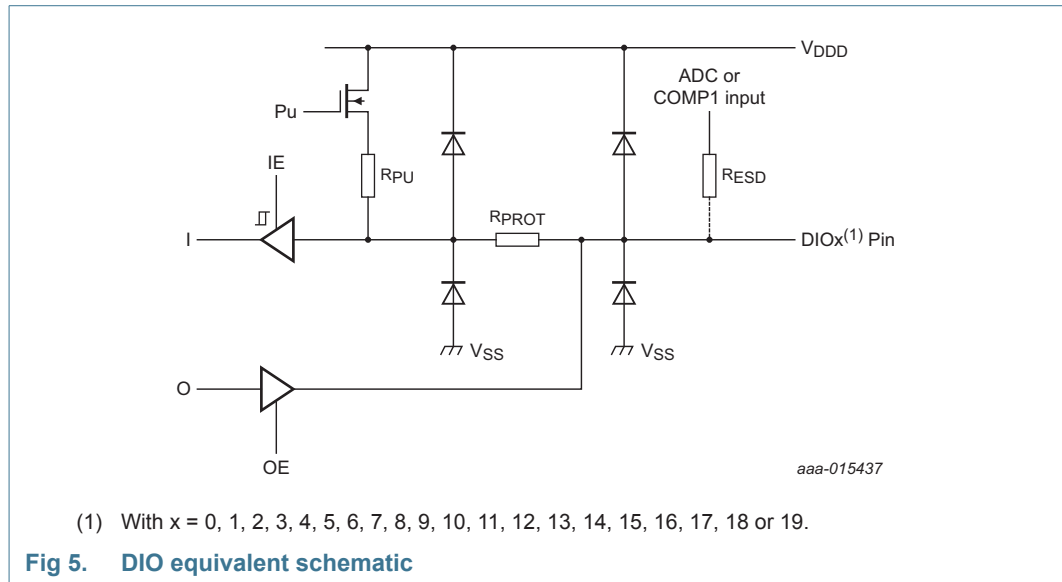 VDDD
ADC or
COMP1 input
Pu
IE
RPU
RESD
RPROT
I
DIOx(1) Pin
VSS
VSS
O
OE
aaa-015437
(1) With x = 0, 1, 2, 3, 4, 5, 6, 7, 8, 9, 10, 11, 12, 13, 14, 15, 16, 17, 18 or 19.
Fig 5. DIO equivalent schematic